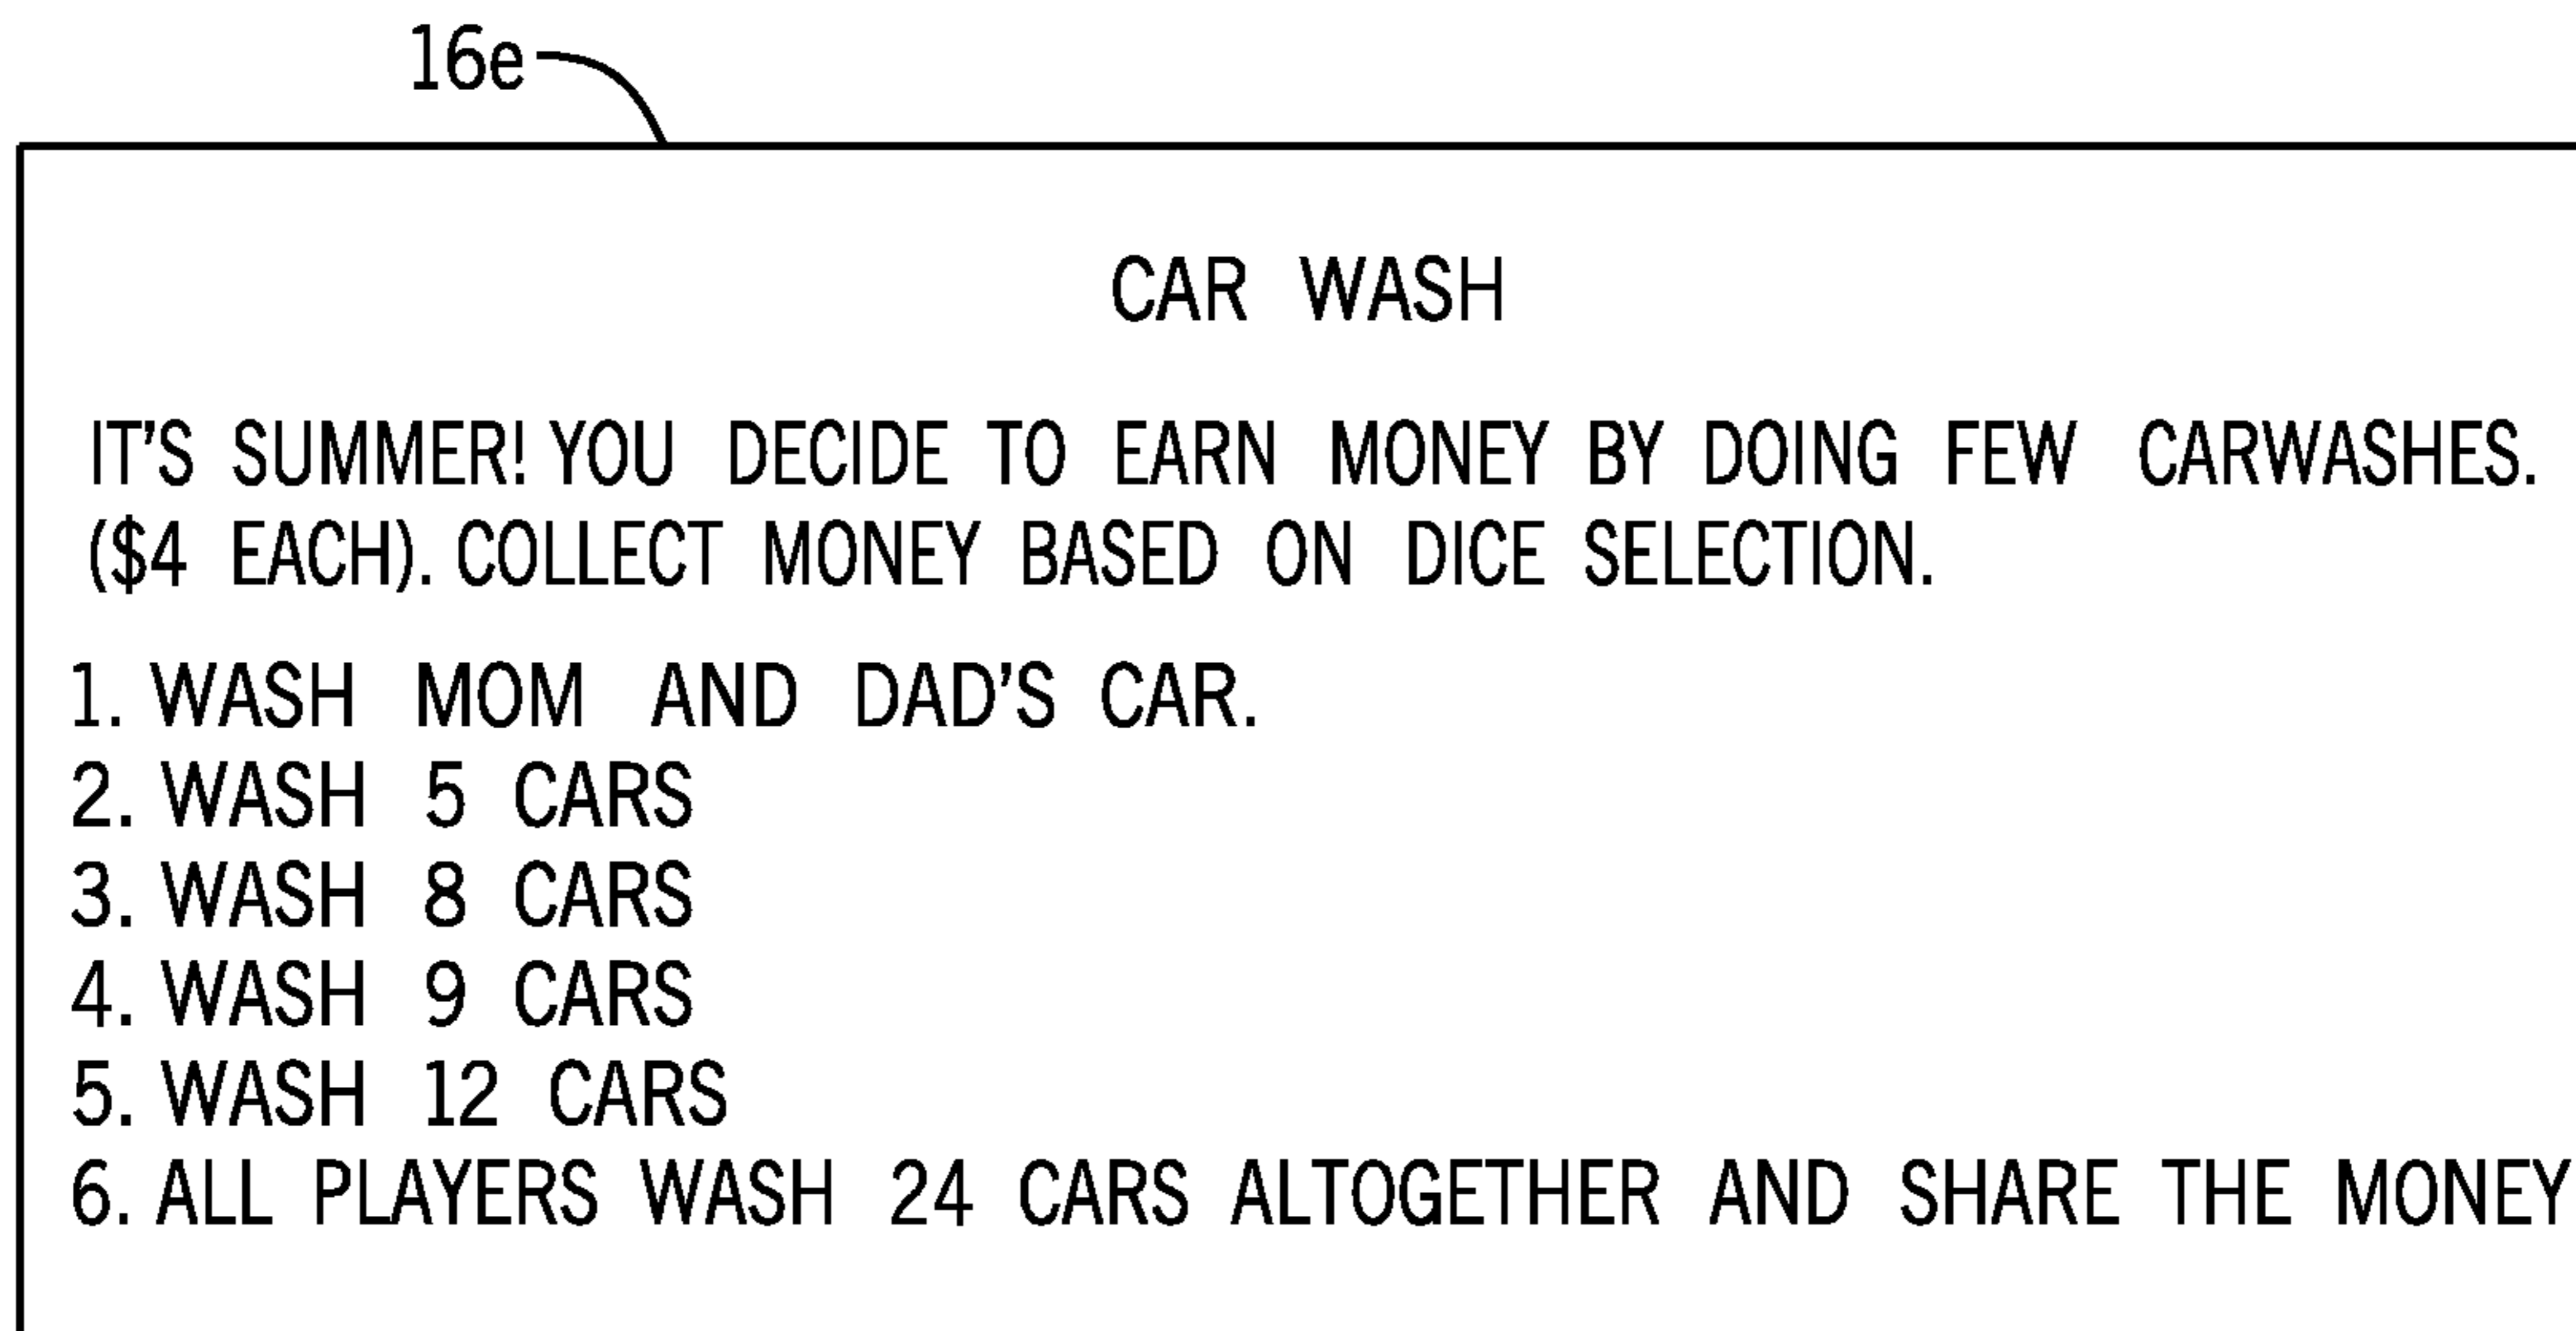 16e
CAR WASH
IT'S SUMMER! YOU DECIDE TO EARN MONEY BY DOING FEW CARWASHES.
($4 EACH). COLLECT MONEY BASED ON DICE SELECTION.
1. WASH MOM AND DAD'S CAR.
2. WASH 5 CARS
3. WASH 8 CARS
4. WASH 9 CARS
5. WASH 12 CARS
6. ALL PLAYERS WASH 24 CARS ALTOGETHER AND SHARE THE MONEY